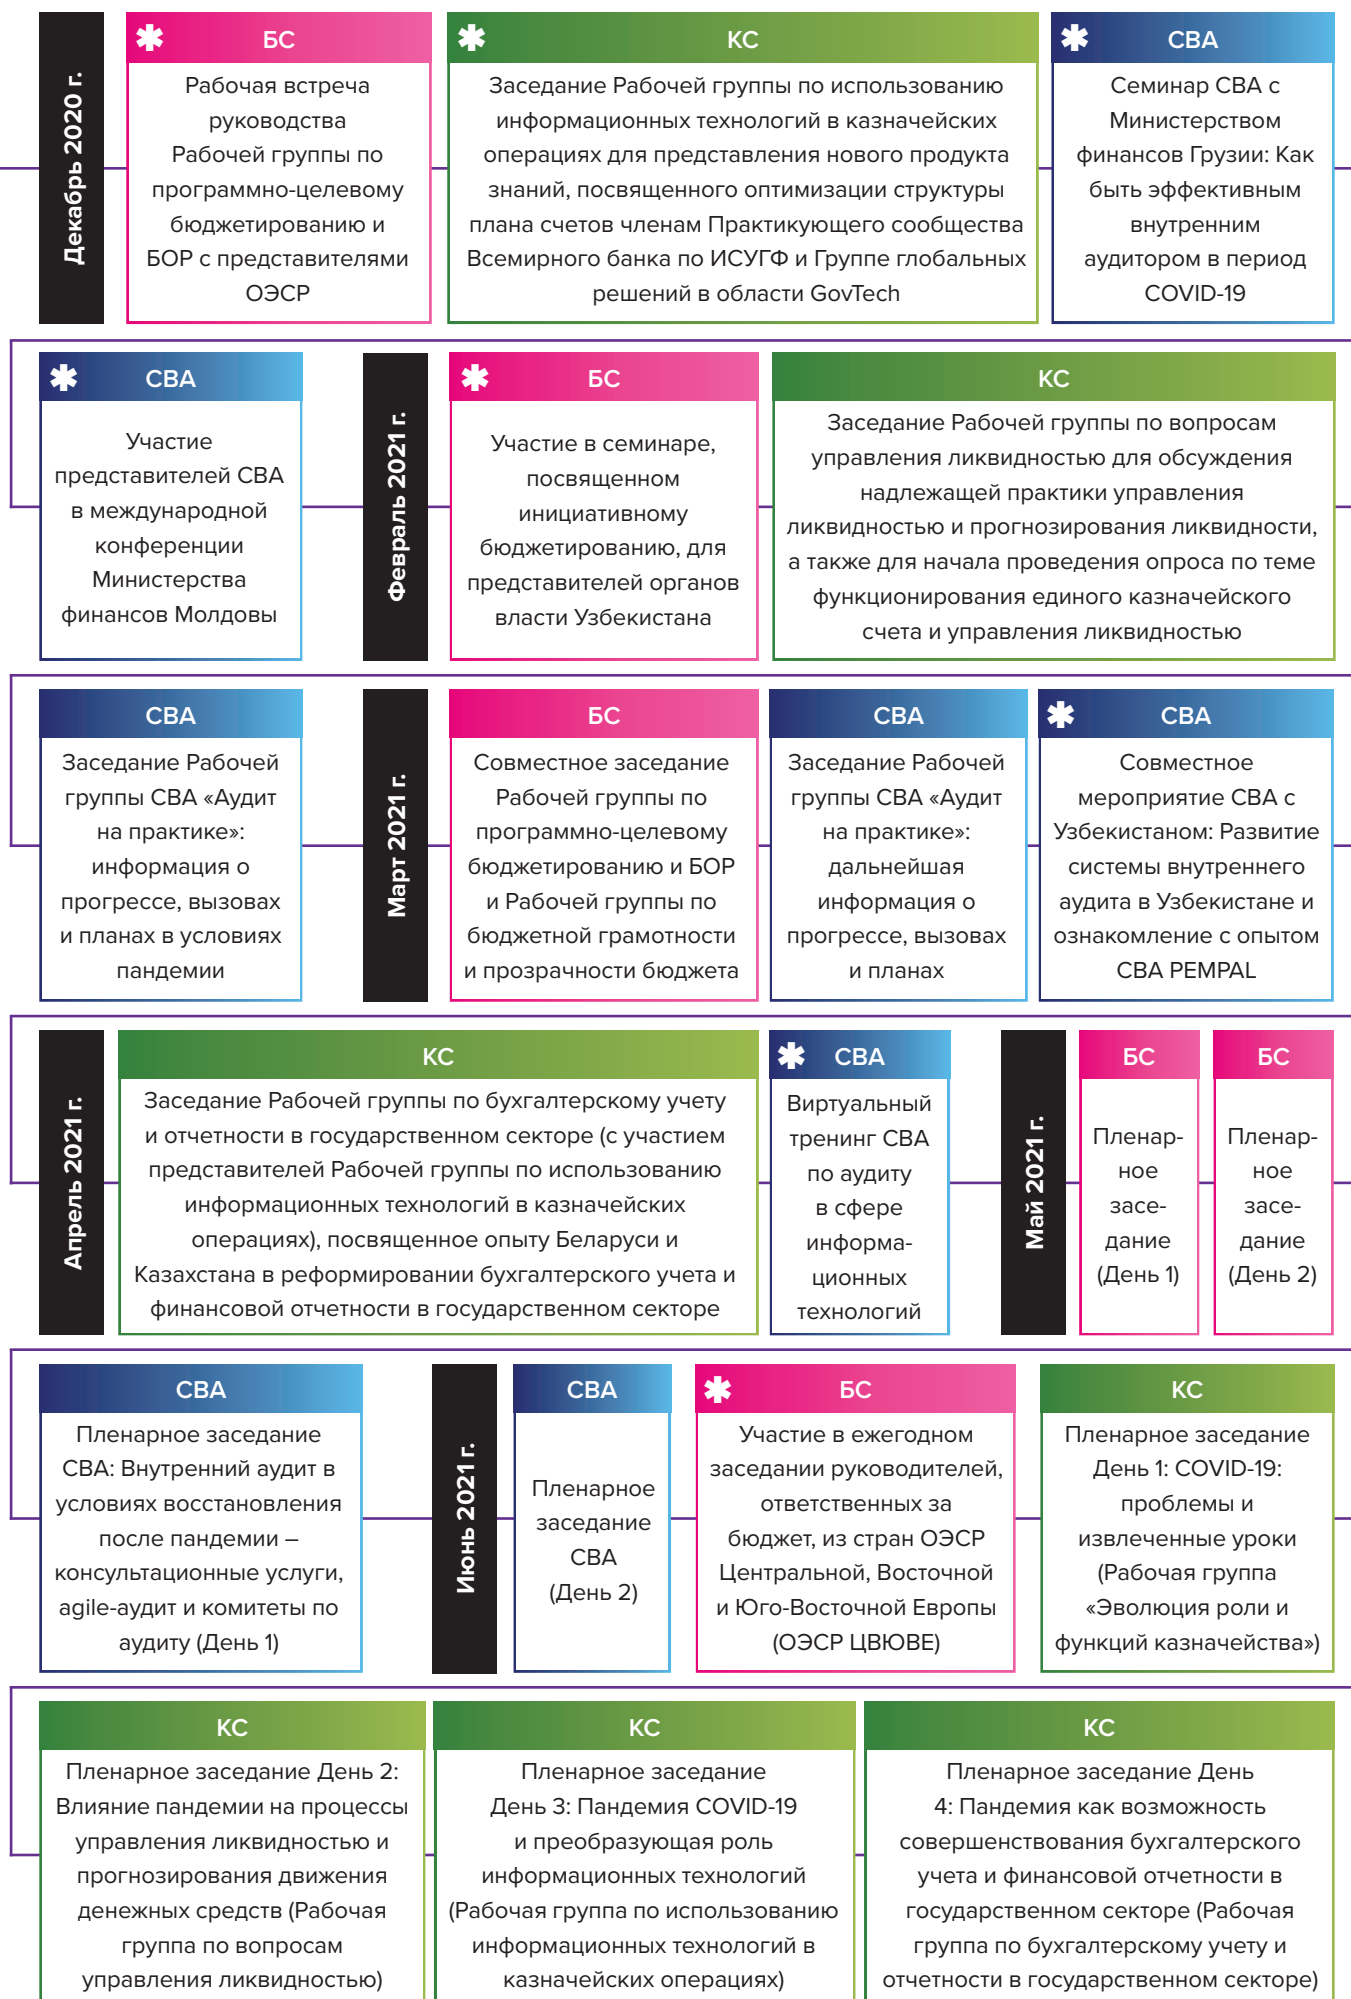 Декабрь 2020 г.
✱ БС
Рабочая встреча
руководства
Рабочей группы по
программно-целевому
бюджетированию и
БОР с представителями
ОЭСР
✱ КС
Заседание Рабочей группы по использованию
информационных технологий в казначейских
операциях для представления нового продукта
знаний, посвященного оптимизации структуры
плана счетов членам Практикующего сообщества
Всемирного банка по ИСУГФ и Группе глобальных
решений в области GovTech
✱ СВА
Семинар СВА с
Министерством
финансов Грузии: Как
быть эффективным
внутренним
аудитором в период
COVID-19
✱ СВА
Участие
представителей СВА
в международной
конференции
Министерства
финансов Молдовы
Февраль 2021 г.
✱ БС
Участие в семинаре,
посвященном
инициативному
бюджетированию, для
представителей органов
власти Узбекистана
КС
Заседание Рабочей группы по вопросам
управления ликвидностью для обсуждения
надлежащей практики управления
ликвидностью и прогнозирования ликвидности,
а также для начала проведения опроса по теме
функционирования единого казначейского
счета и управления ликвидностью
СВА
Заседание Рабочей
группы СВА «Аудит
на практике»:
информация о
прогрессе, вызовах
и планах в условиях
пандемии
Март 2021 г.
БС
Совместное заседание
Рабочей группы по
программно-целевому
бюджетированию и БОР
и Рабочей группы по
бюджетной грамотности
и прозрачности бюджета
СВА
Заседание Рабочей
группы СВА «Аудит
на практике»:
дальнейшая
информация о
прогрессе, вызовах
и планах
✱ СВА
Совместное
мероприятие СВА с
Узбекистаном: Развитие
системы внутреннего
аудита в Узбекистане и
ознакомление с опытом
СВА PEMPAL
Апрель 2021 г.
КС
Заседание Рабочей группы по бухгалтерскому учету
и отчетности в государственном секторе (с участием
представителей Рабочей группы по использованию
информационных технологий в казначейских
операциях), посвященное опыту Беларуси и
Казахстана в реформировании бухгалтерского учета и
финансовой отчетности в государственном секторе
✱ СВА
Виртуальный
тренинг СВА
по аудиту
в сфере
информа-
ционных
технологий
Май 2021 г.
БС
Пленар-
ное
засе-
дание
(День 1)
БС
Пленар-
ное
засе-
дание
(День 2)
СВА
Пленарное заседание
СВА: Внутренний аудит в
условиях восстановления
после пандемии –
консультационные услуги,
agile-аудит и комитеты по
аудиту (День 1)
Июнь 2021 г.
СВА
Пленарное
заседание
СВА
(День 2)
✱ БС
Участие в ежегодном
заседании руководителей,
ответственных за
бюджет, из стран ОЭСР
Центральной, Восточной
и Юго-Восточной Европы
(ОЭСР ЦВЮВЕ)
КС
Пленарное заседание
День 1: COVID-19:
проблемы и
извлеченные уроки
(Рабочая группа
«Эволюция роли и
функций казначейства»)
КС
Пленарное заседание День 2:
Влияние пандемии на процессы
управления ликвидностью и
прогнозирования движения
денежных средств (Рабочая
группа по вопросам
управления ликвидностью)
КС
Пленарное заседание
День 3: Пандемия COVID-19
и преобразующая роль
информационных технологий
(Рабочая группа по использованию
информационных технологий в
казначейских операциях)
КС
Пленарное заседание День
4: Пандемия как возможность
совершенствования бухгалтерского
учета и финансовой отчетности в
государственном секторе (Рабочая
группа по бухгалтерскому учету и
отчетности в государственном секторе)